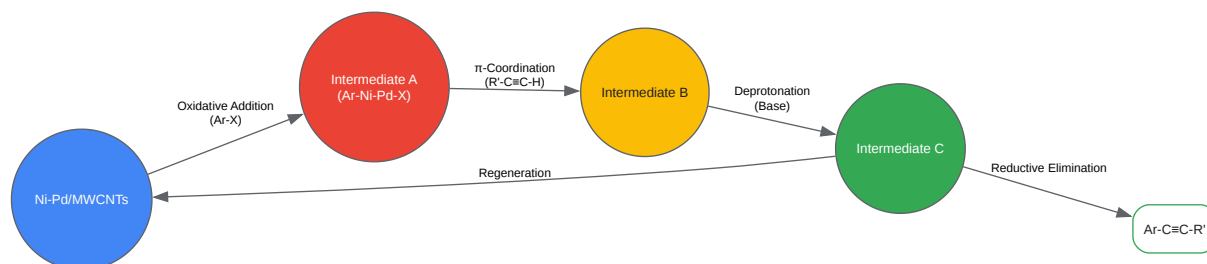 Intermediate A
(Ar-Ni-Pd-X)
π-Coordination
(R'-C≡C-H)
Intermediate B
Deprotonation
(Base)
Oxidative Addition
(Ar-X)
Intermediate C
Regeneration
Reductive Elimination
Ni-Pd/MWCNTs
Ar-C≡C-R'